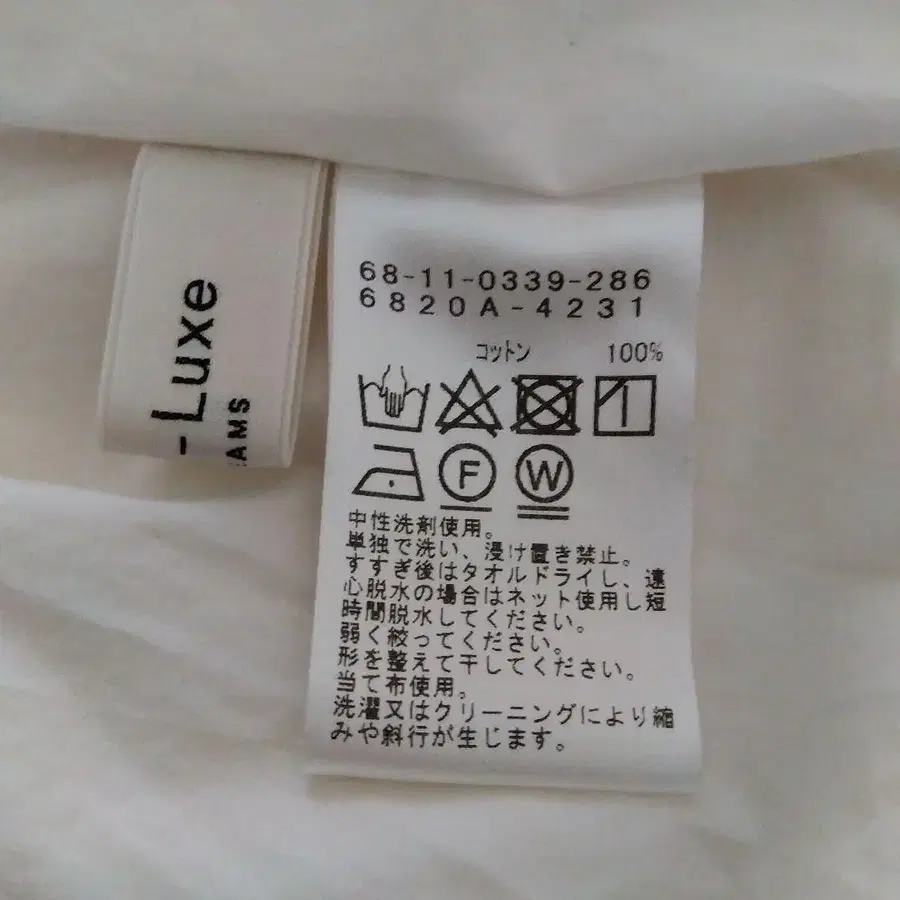 -Luxe
EAMS
68-11-0339-286
6820A-4231
コットン 100%
F W
中性洗剤使用。
単独で洗い、浸け置き禁止。
すすぎ後はタオルドライし、遠
心脱水の場合はネット使用し短
時間脱水してください。
弱く絞ってください。
形を整えて干してください。
当て布使用。
洗濯又はクリーニングにより縮
みや斜行が生じます。